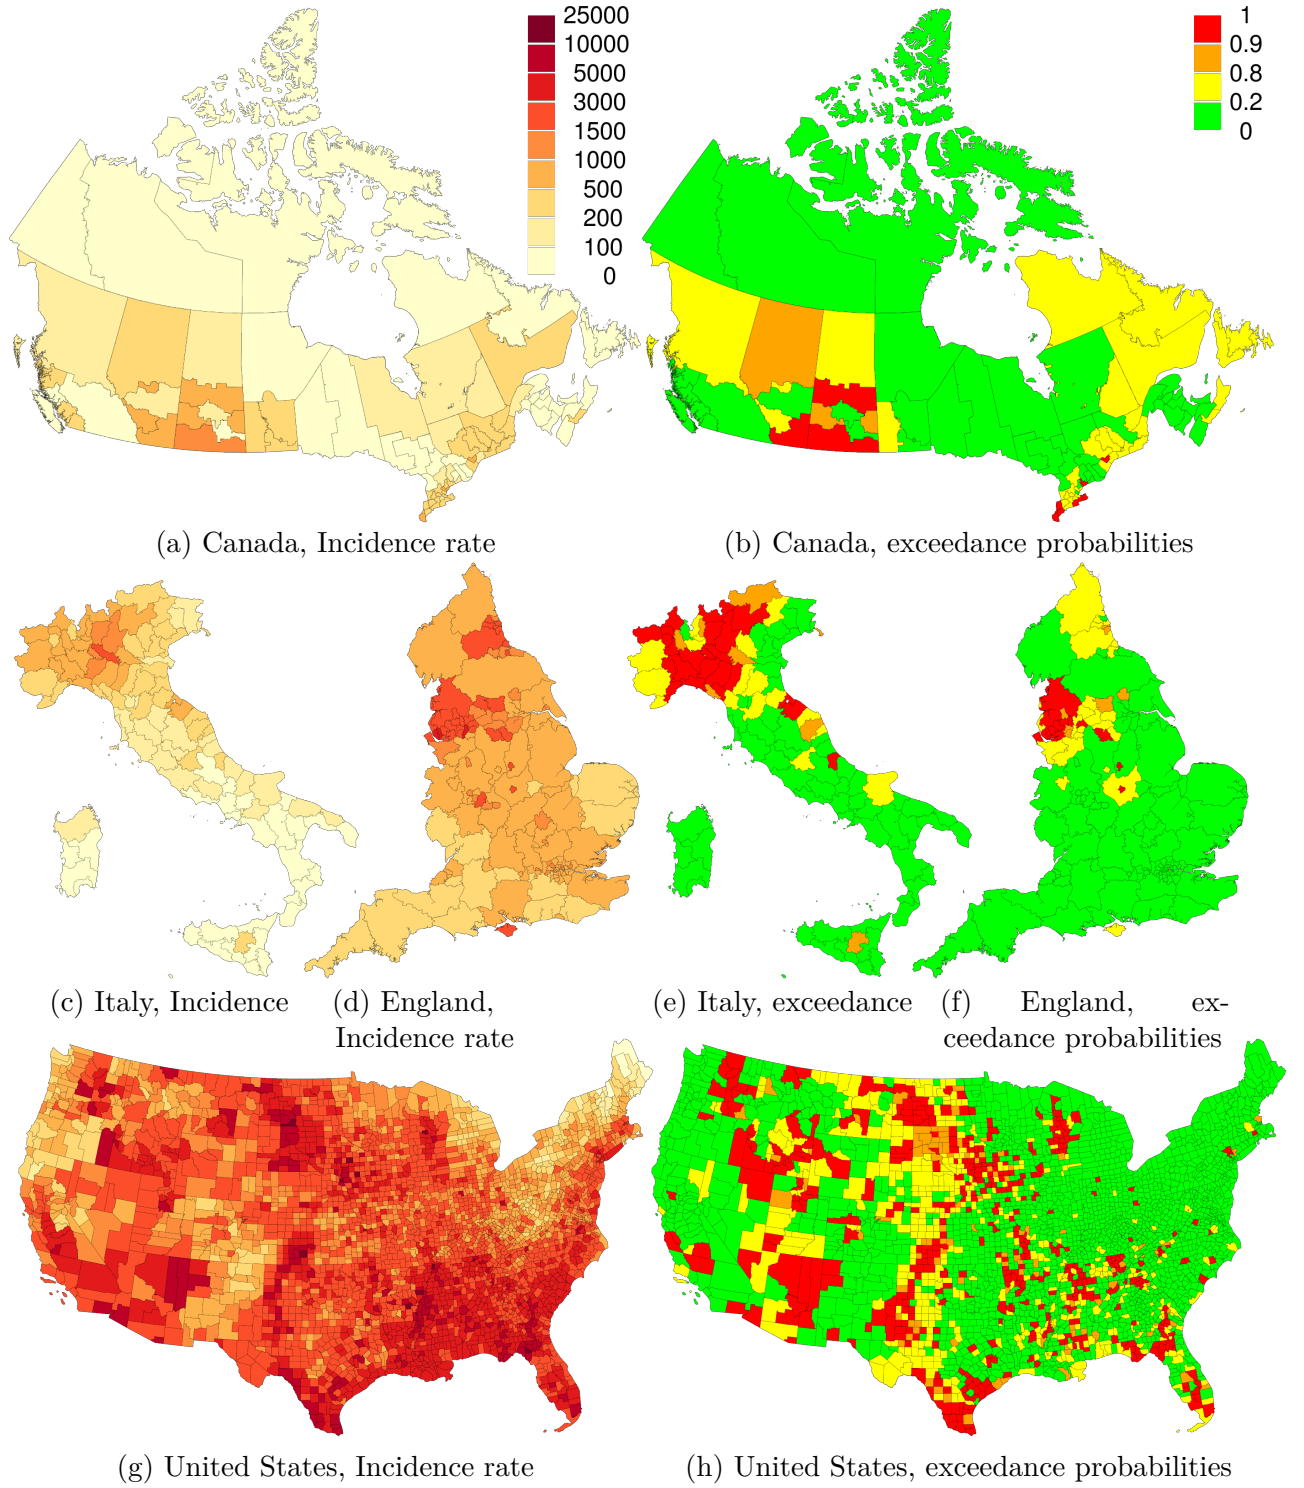 25000
10000
5000
3000
1500
1000
500
200
100
0
1
0.9
0.8
0.2
0
(a) Canada, Incidence rate
(b) Canada, exceedance probabilities
(c) Italy, Incidence
(d) England,
Incidence rate
(e) Italy, exceedance
(f) England, ex-
ceedance probabilities
(g) United States, Incidence rate
(h) United States, exceedance probabilities